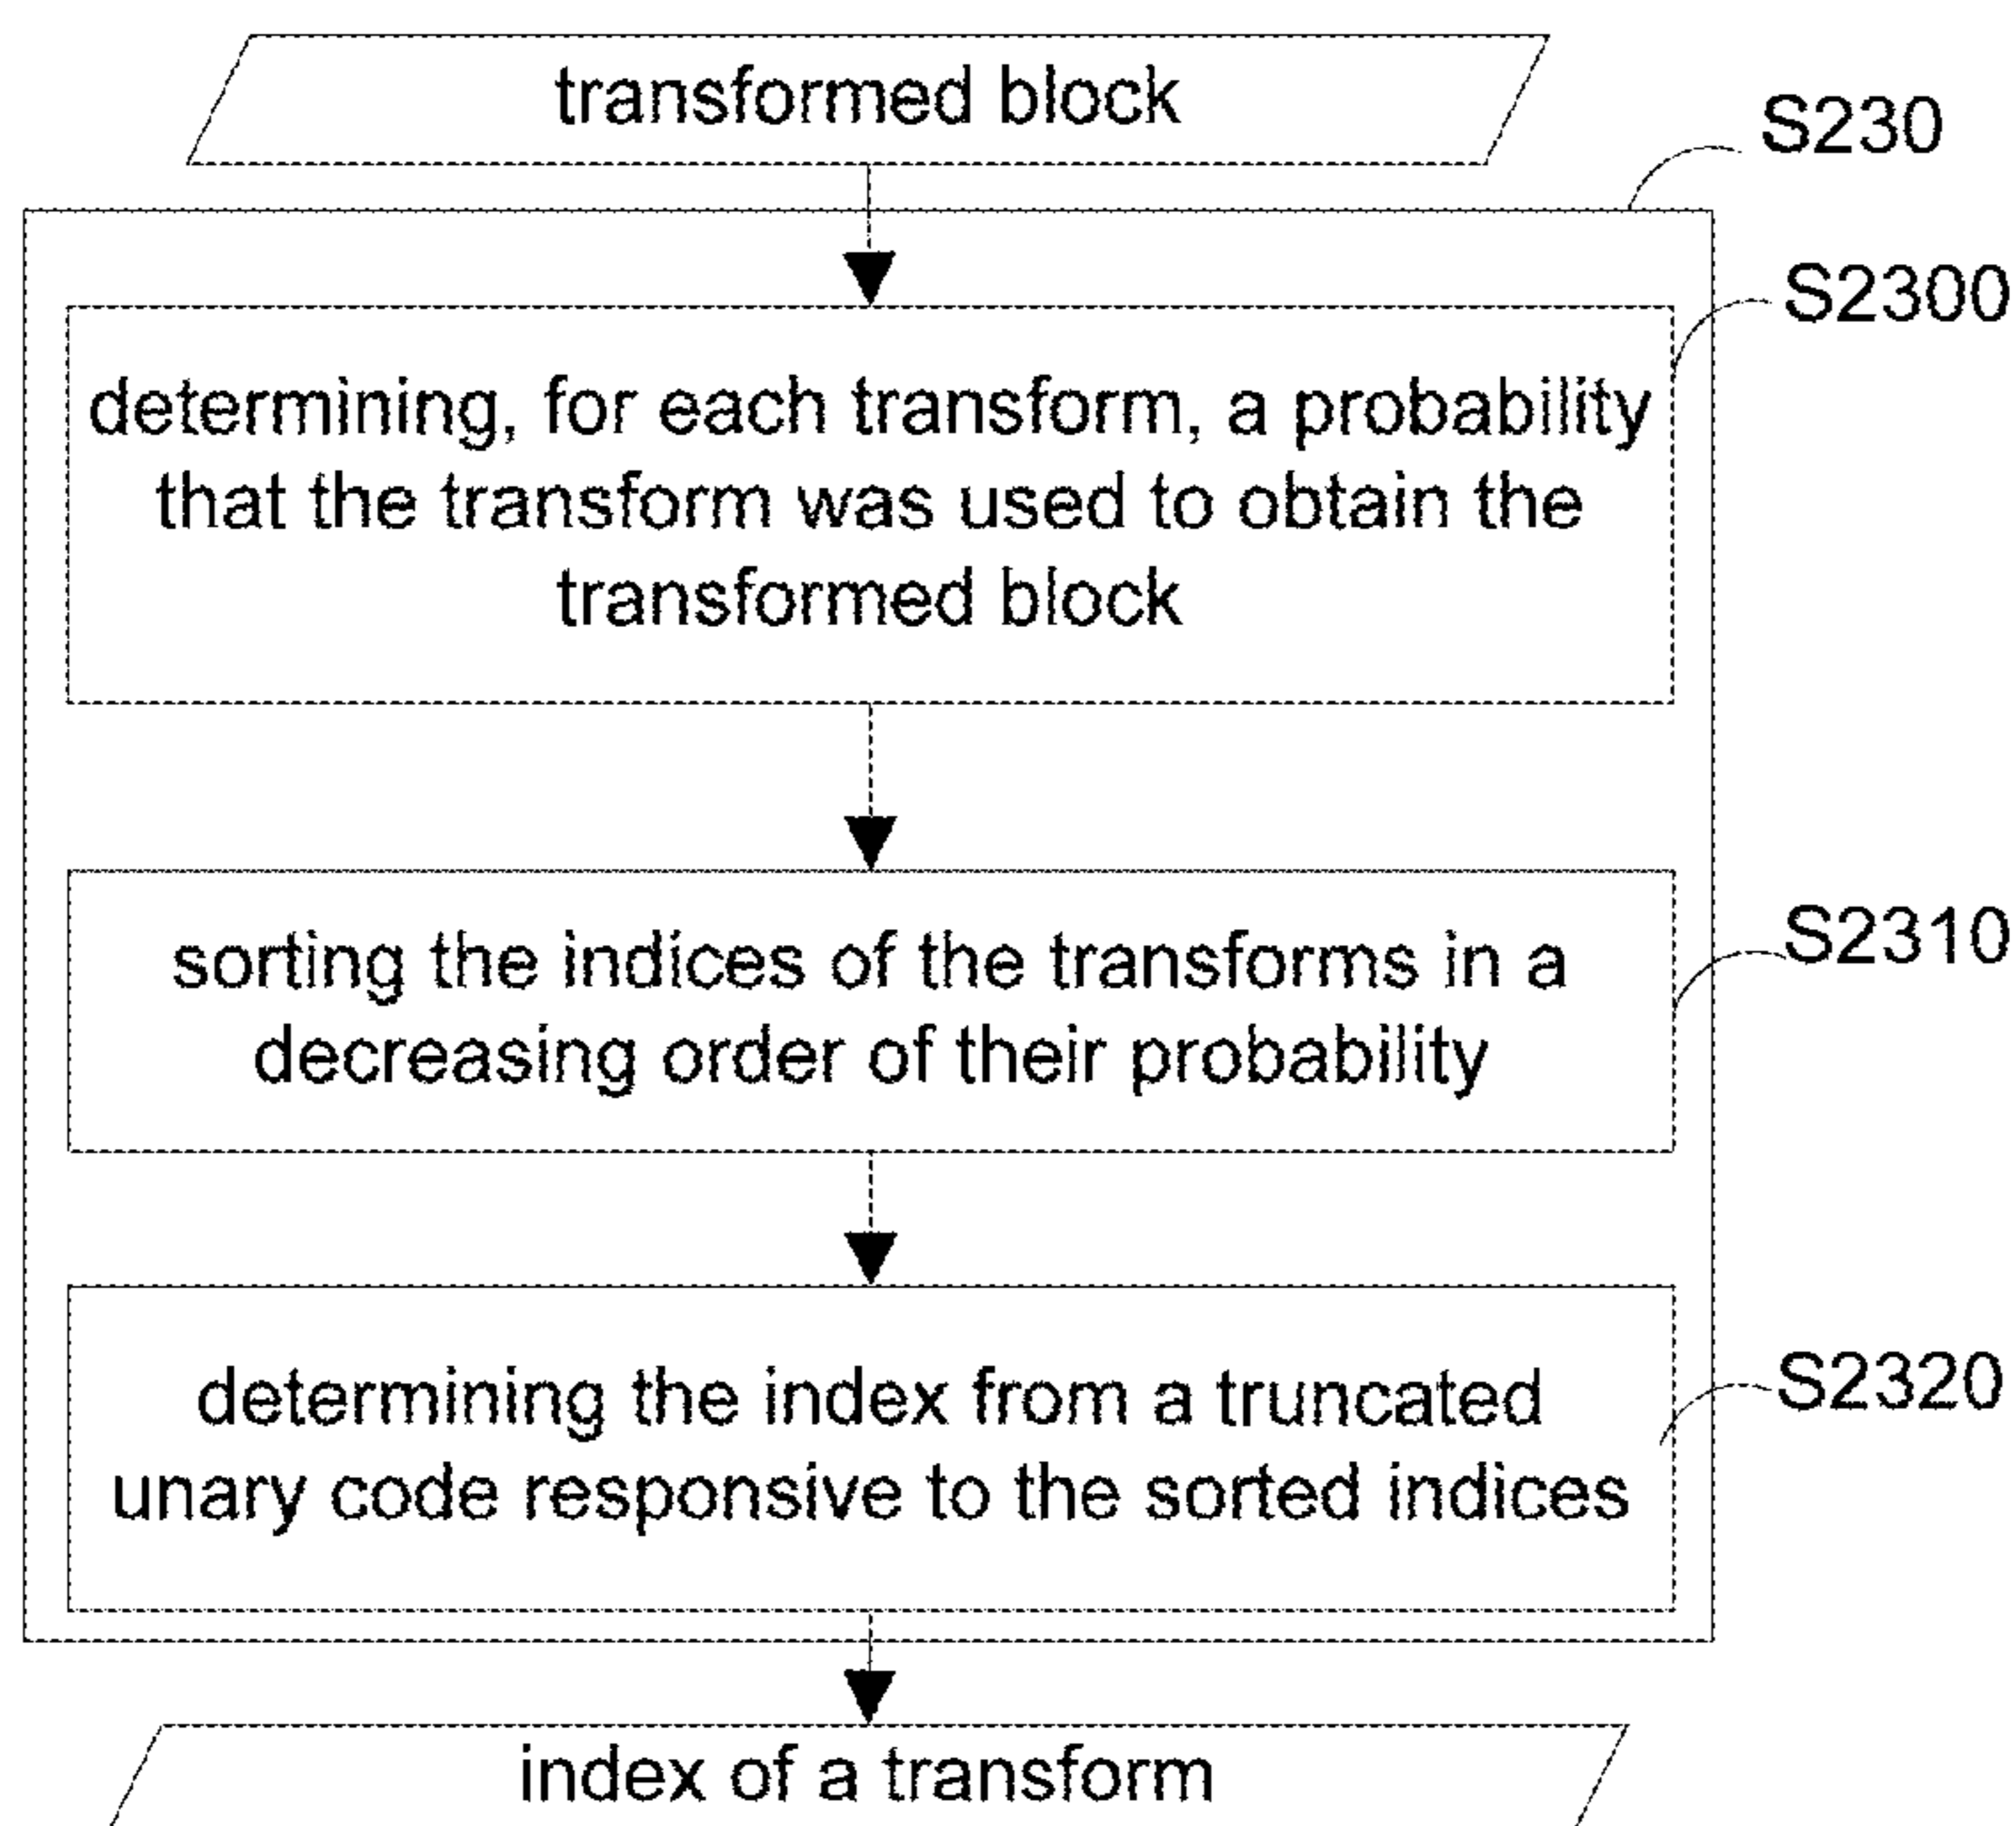 transformed block
S230
S2300
determining, for each transform, a probability
that the transform was used to obtain the
transformed block
sorting the indices of the transforms in a
decreasing order of their probability
S2310
determining the index from a truncated
unary code responsive to the sorted indices
S2320
index of a transform